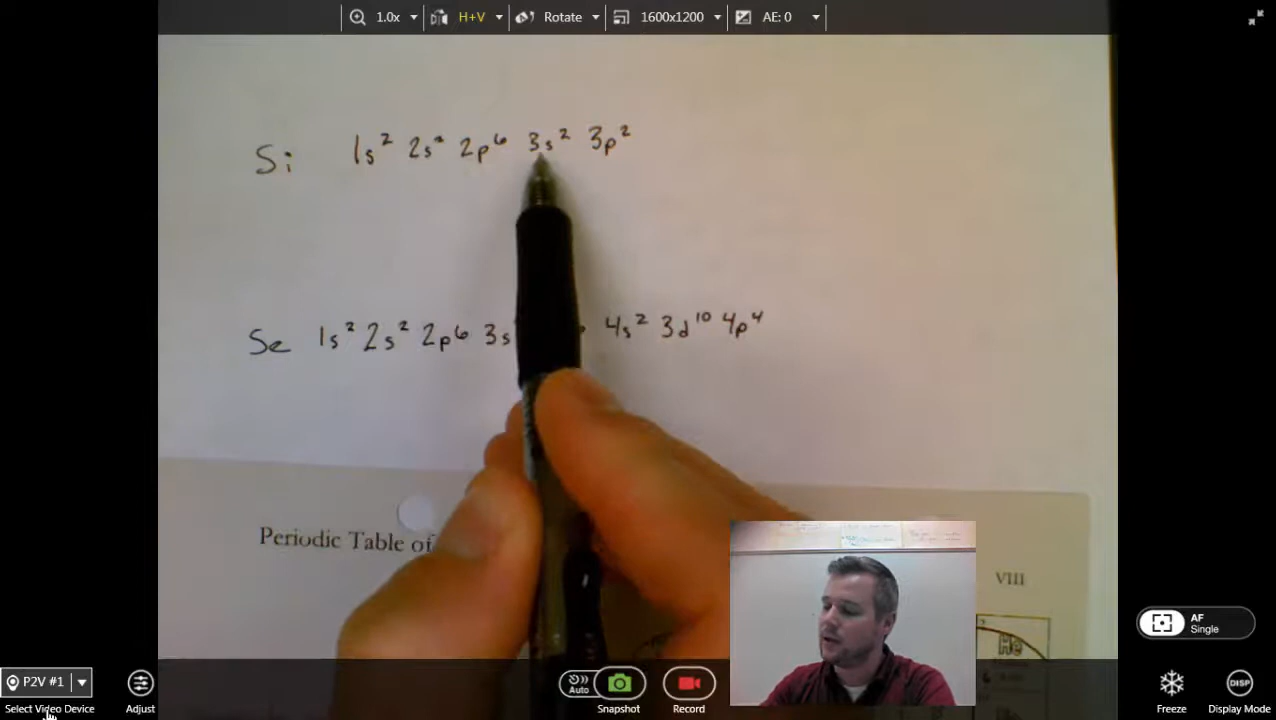 1.0x H+V Rotate 1600x1200 AE: 0
Si 1s² 2s² 2p⁶ 3s² 3p²
Se 1s² 2s² 2p⁶ 3s 4s² 3d¹⁰ 4p⁴
Periodic Table of
VIII
He
AF
Single
P2V #1
Select Video Device
Adjust
Auto
Snapshot
Record
Freeze
DISP
Display Mode